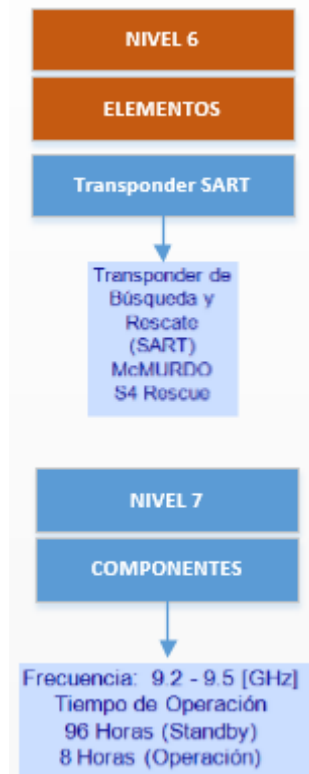 NIVEL 6
ELEMENTOS
Transponder SART
Transponder de
Búsqueda y
Rescate
(SART)
McMURDO
S4 Rescue
NIVEL 7
COMPONENTES
Frecuencia: 9.2 - 9.5 [GHz]
Tiempo de Operación
96 Horas (Standby)
8 Horas (Operación)